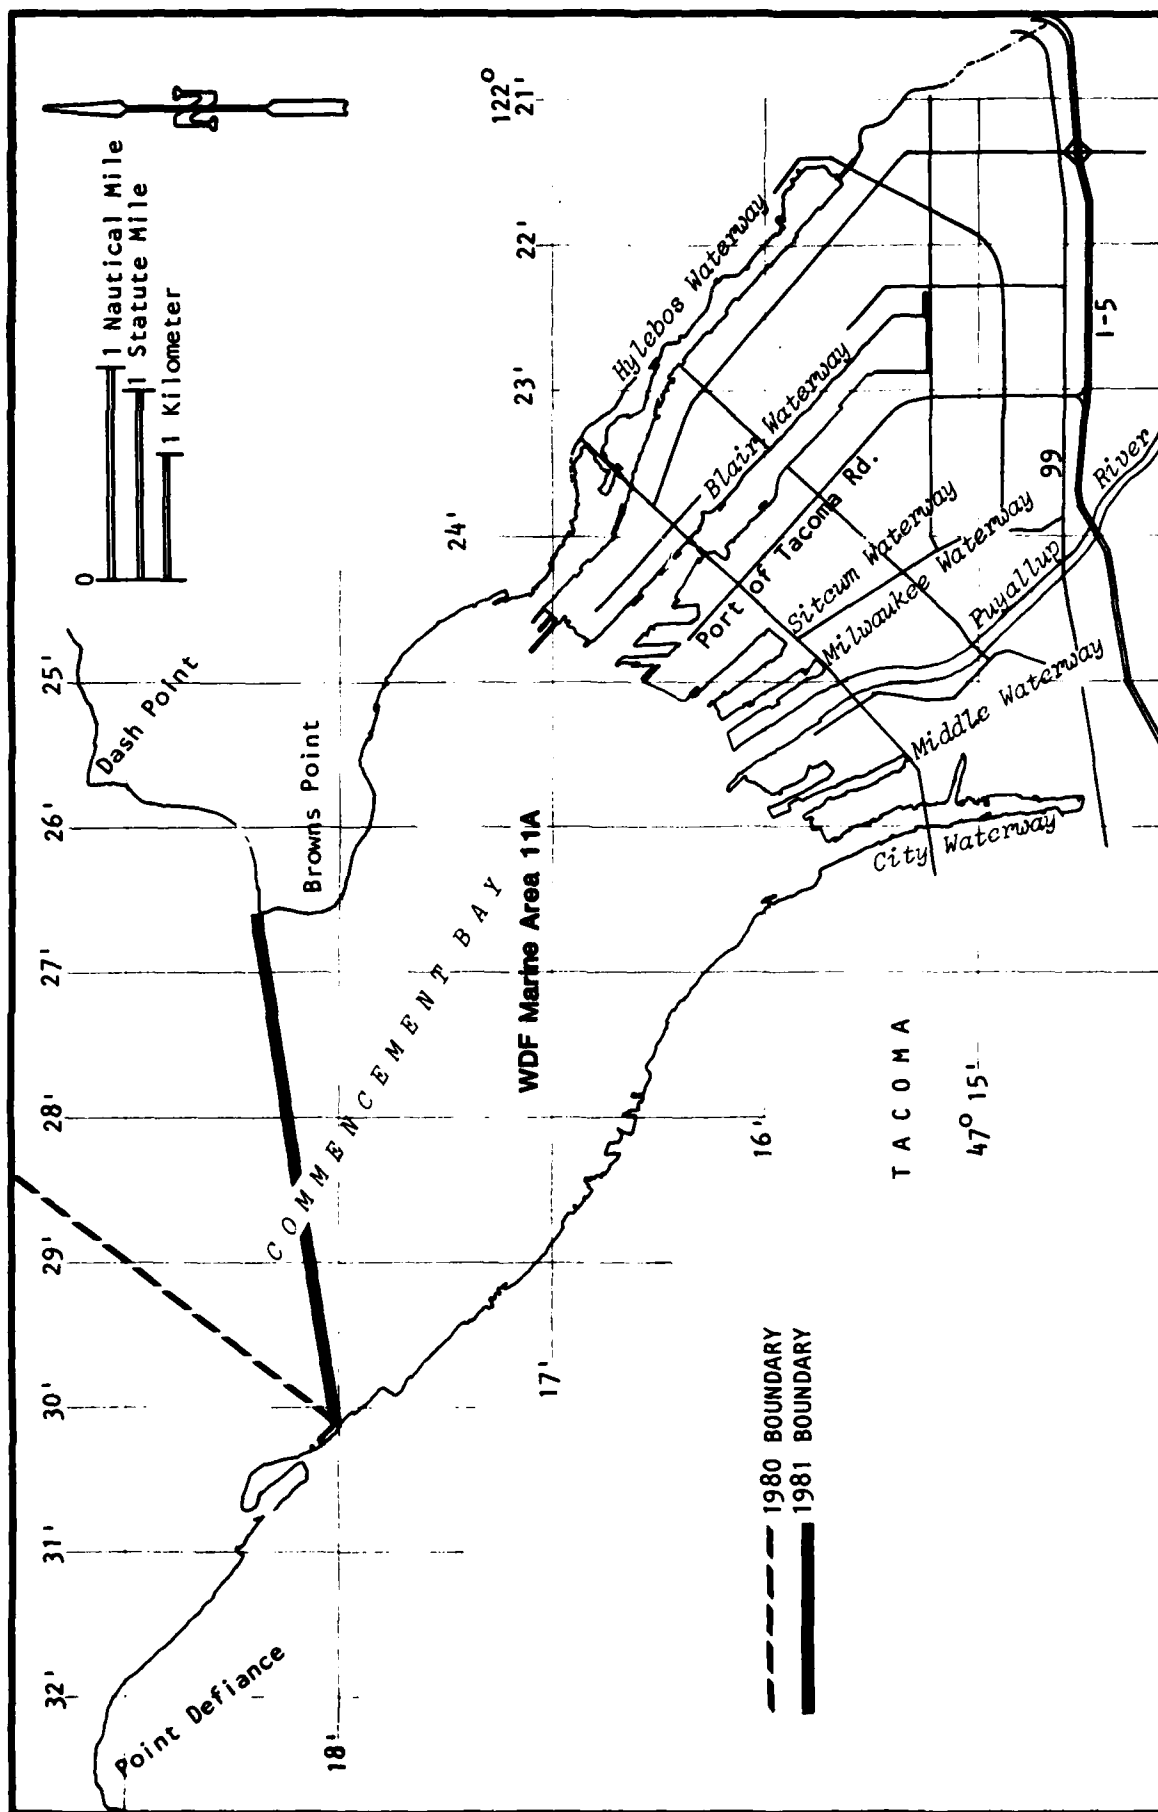 32'
31'
30'
29'
28'
27'
26'
25'
0
1 Nautical Mile
1 Statute Mile
1 Kilometer
N
Point Defiance
Dash Point
Browns Point
18'
COMMENCEMENT BAY
WDF Marine Area 11A
24'
23'
22'
122° 21'
17'
16'
47° 15'
Hylebos Waterway
Blair Waterway
Port of Tacoma Rd.
Sitcum Waterway
Milwaukee Waterway
Puyallup River
Middle Waterway
City Waterway
99
I-5
TACOMA
1980 BOUNDARY
1981 BOUNDARY